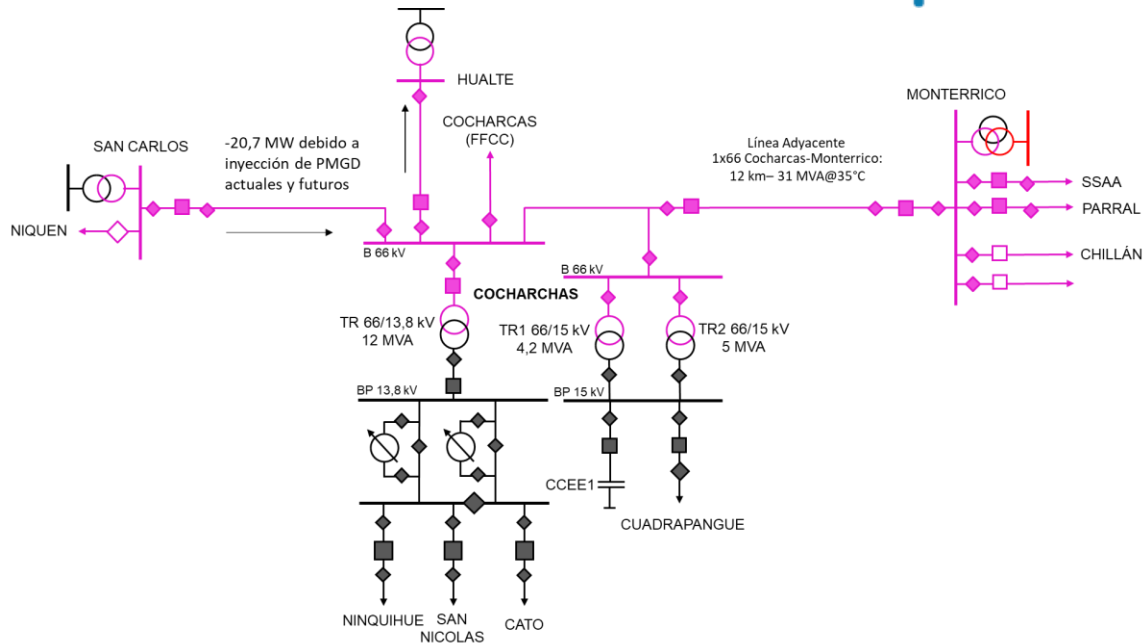 HUALTE
MONTERRICO
COCHARCAS
(FFCC)
-20,7 MW debido a
inyección de PMGD
actuales y futuros
SAN CARLOS
Línea Adyacente
1x66 Cocharcas-Monterrico:
12 km– 31 MVA@35°C
SSAA
PARRAL
NIQUEN
CHILLÁN
B 66 kV
B 66 kV
COCHARCHAS
TR 66/13,8 kV
12 MVA
TR1 66/15 kV
4,2 MVA
TR2 66/15 kV
5 MVA
BP 13,8 kV
BP 15 kV
CCEE1
CUADRAPANGUE
NINQUIHUE
SAN
NICOLAS
CATO